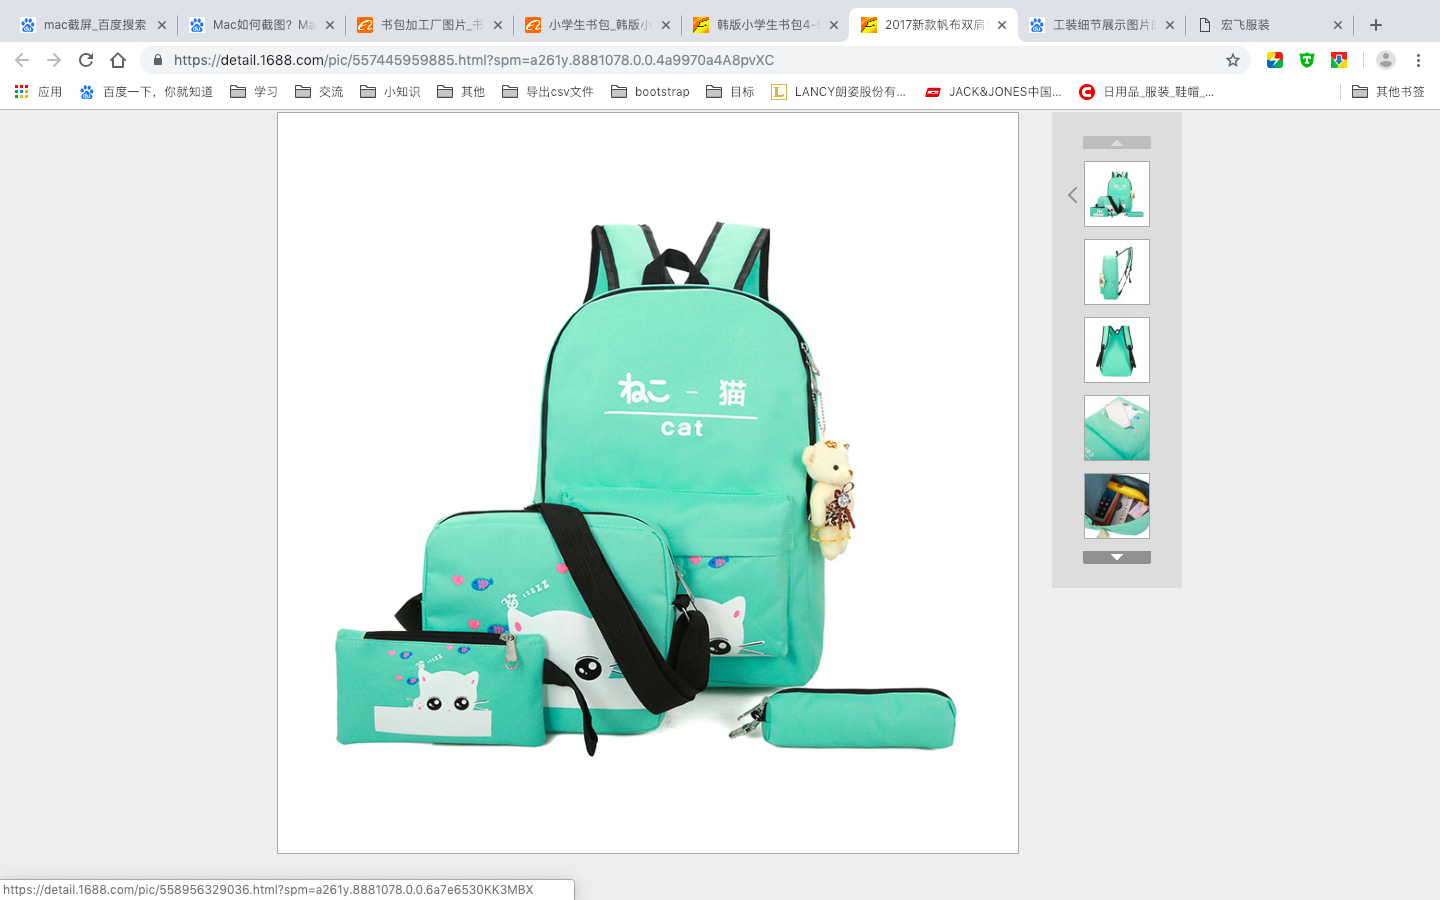 mac截屏_百度搜索
Mac如何截图？Ma
书包加工厂图片_书
小学生书包_韩版小
韩版小学生书包4-5
2017新款帆布双肩
工装细节展示图片的
宏飞服装
https://detail.1688.com/pic/557445959885.html?spm=a261y.8881078.0.0.4a9970a4A8pvXC
应用
百度一下，你就知道
学习
交流
小知识
其他
导出csv文件
bootstrap
目标
LANCY朗姿股份有...
JACK&JONES中国...
日用品_服装_鞋帽_...
其他书签
ねこ - 猫
cat
猫 zzzzZ
https://detail.1688.com/pic/558956329036.html?spm=a261y.8881078.0.0.6a7e6530KK3MBX